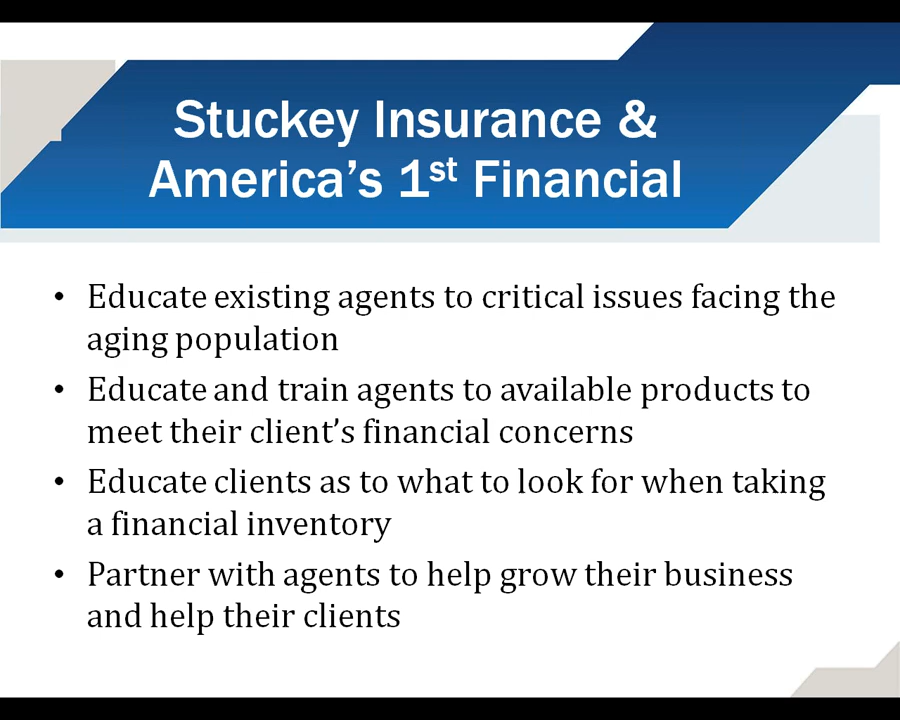 Stuckey Insurance &
America’s 1st Financial
• Educate existing agents to critical issues facing the
aging population
• Educate and train agents to available products to
meet their client’s financial concerns
• Educate clients as to what to look for when taking
a financial inventory
• Partner with agents to help grow their business
and help their clients